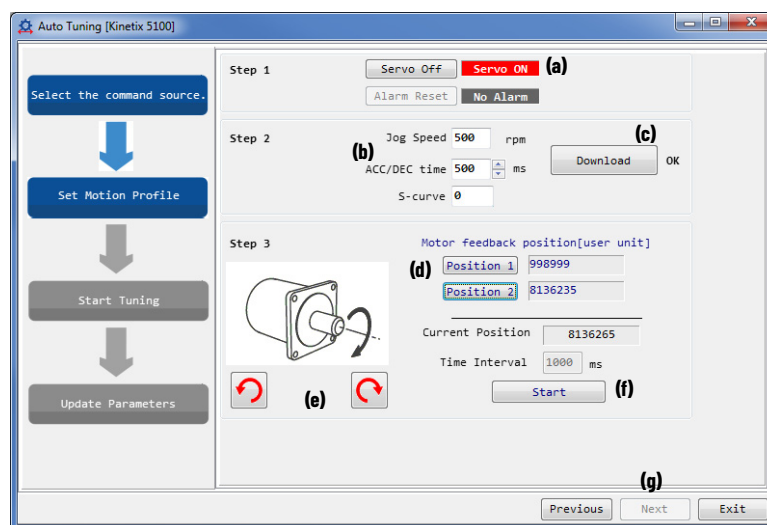 Auto Tuning [Kinetix 5100]
Select the command source.
Set Motion Profile
Start Tuning
Update Parameters
Step 1
Servo Off Servo ON (a)
Alarm Reset No Alarm
Step 2
(b)
Jog Speed 500 rpm
ACC/DEC time 500 ms
S-curve 0
(c)
Download OK
Step 3
Motor feedback position[user unit]
(d)
Position 1 998999
Position 2 8136235
Current Position 8136265
Time Interval 1000 ms
(e)
Start (f)
(g)
Previous Next Exit